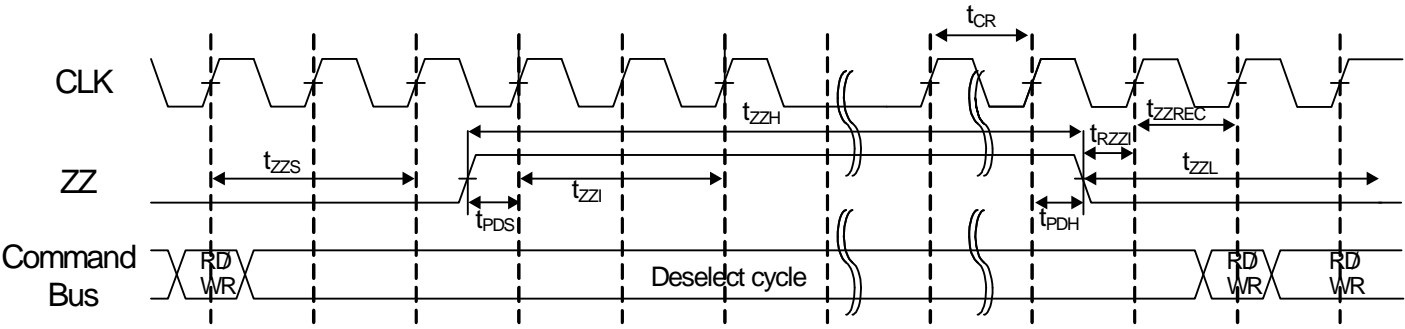 tCR
CLK
tZZH
tZZREC
tRZZI
ZZ
tZZS
tZZI
tZZL
tPDS
tPDH
Command
Bus
RD/
WR
Deselect cycle
RD/
WR
RD/
WR